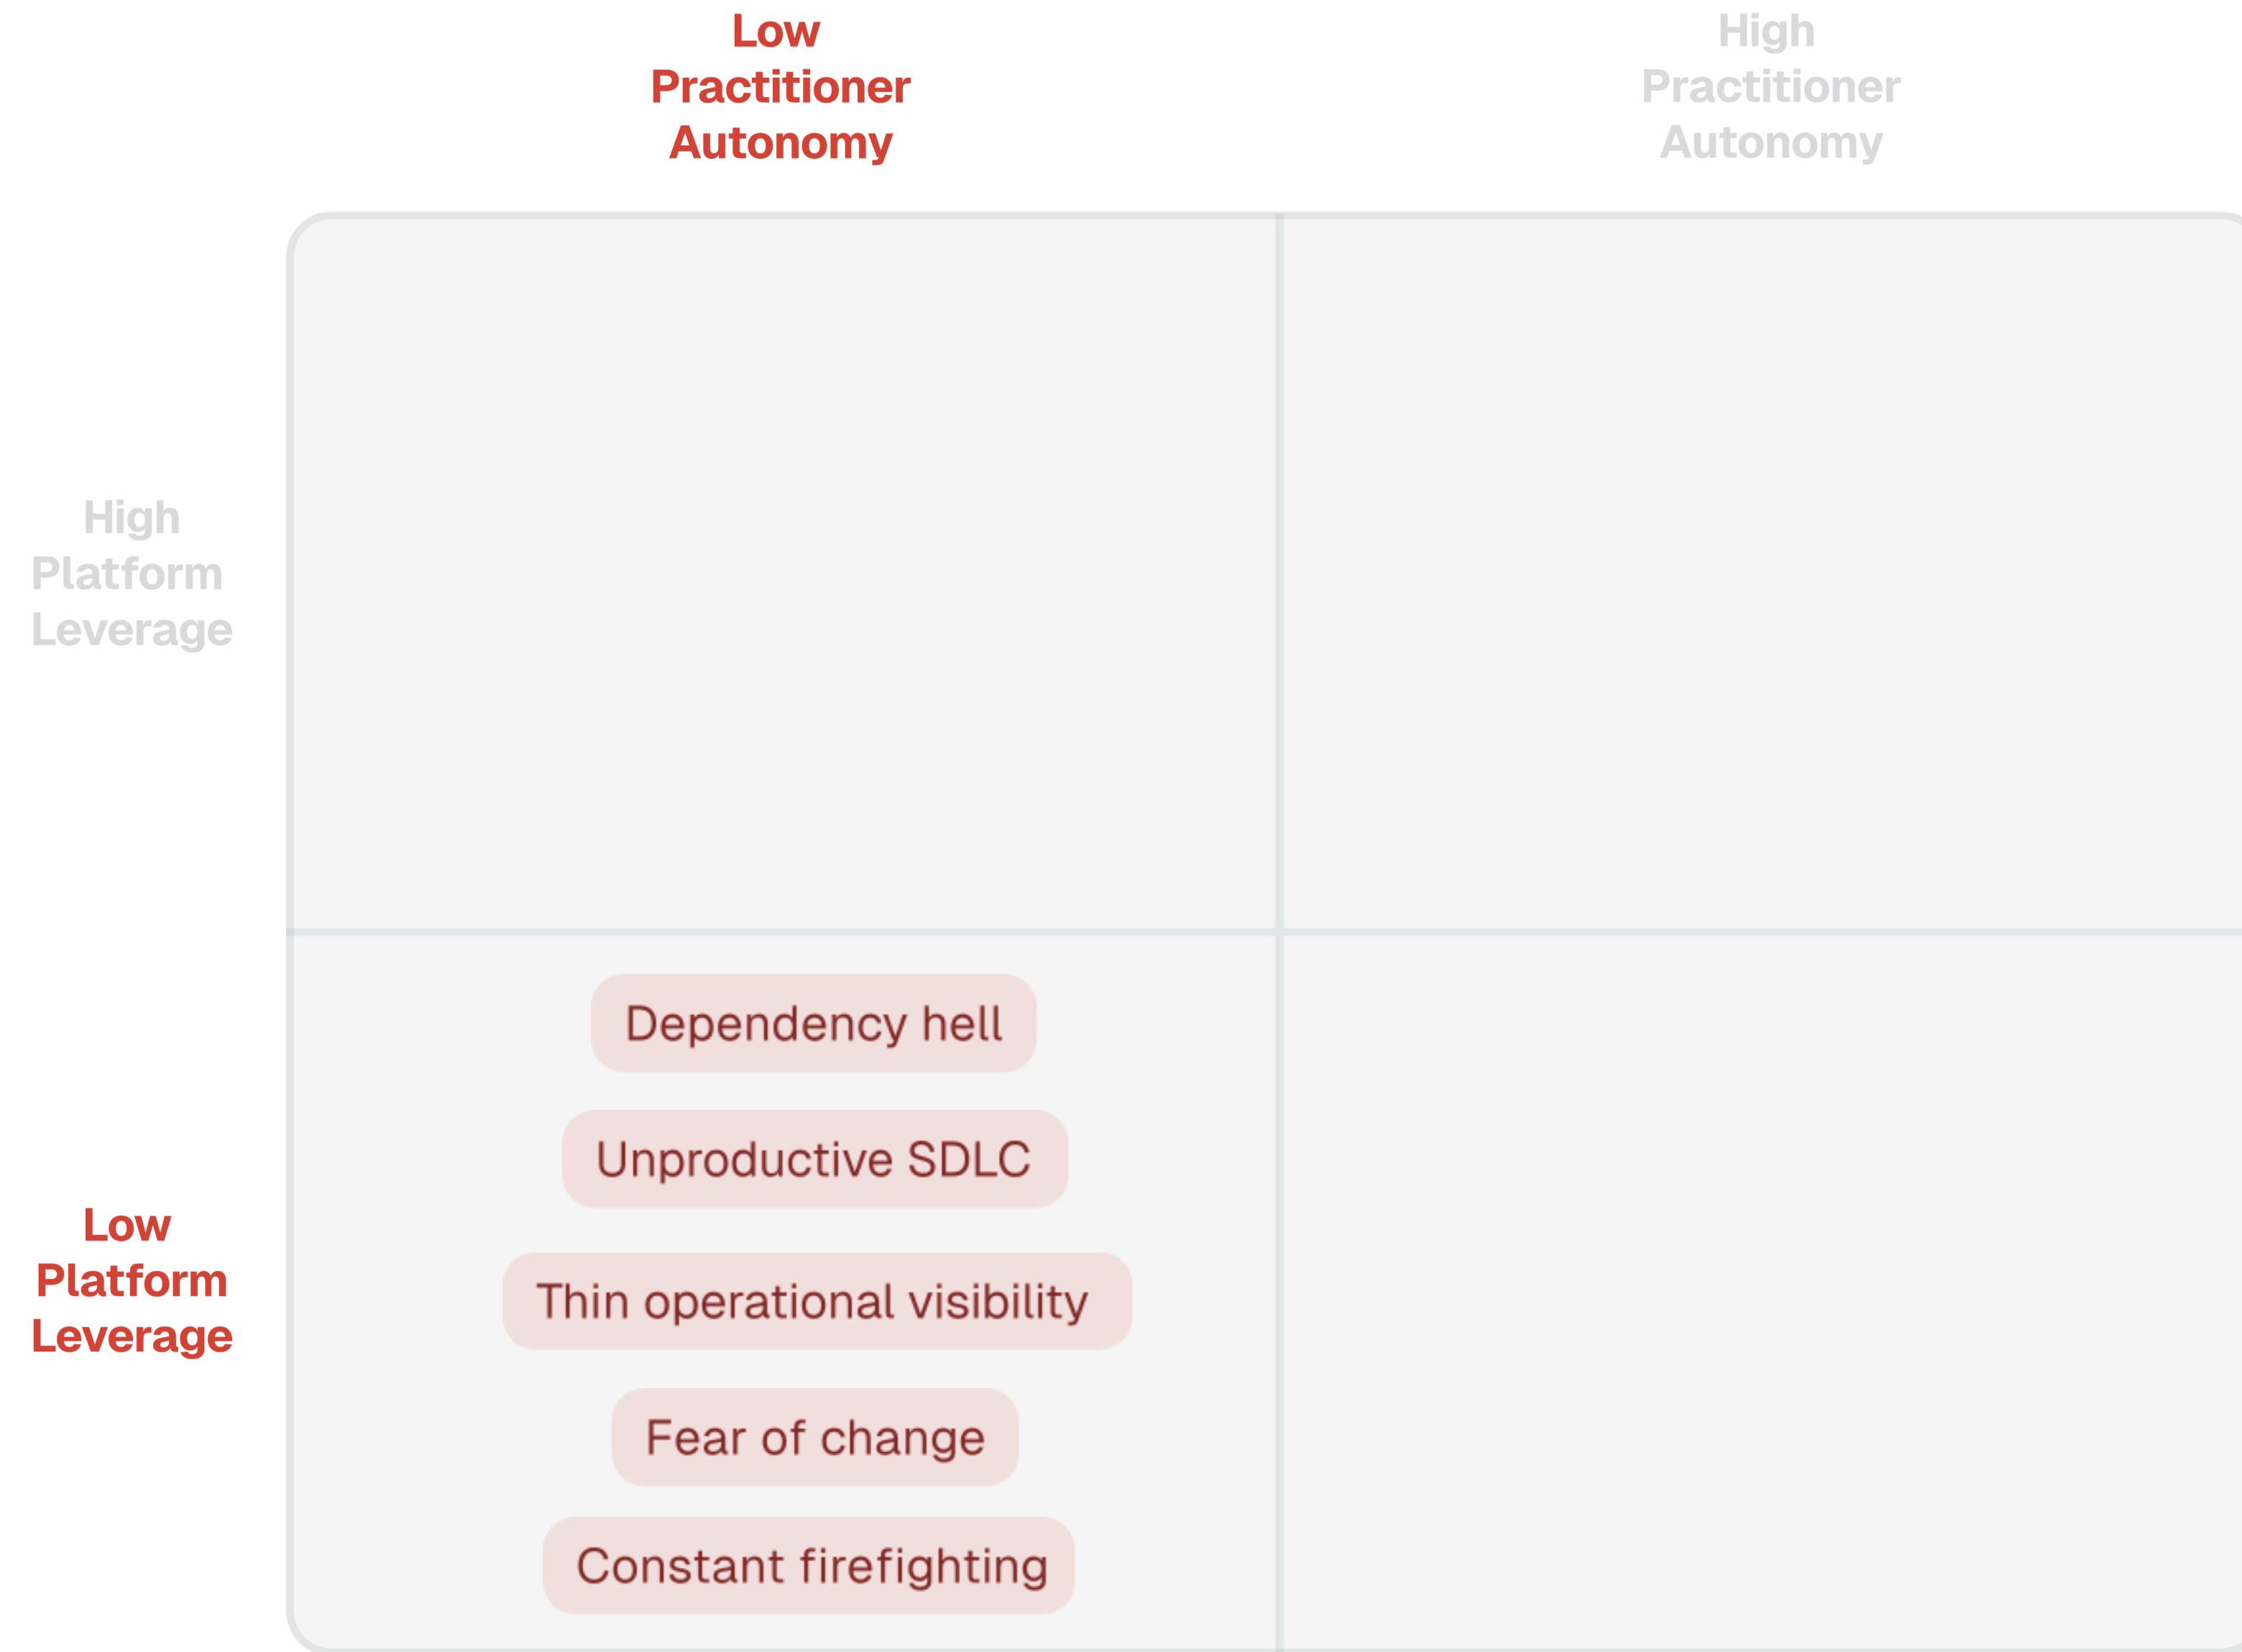 Low
Practitioner
Autonomy
High
Practitioner
Autonomy
High
Platform
Leverage
Low
Platform
Leverage
Dependency hell
Unproductive SDLC
Thin operational visibility
Fear of change
Constant firefighting